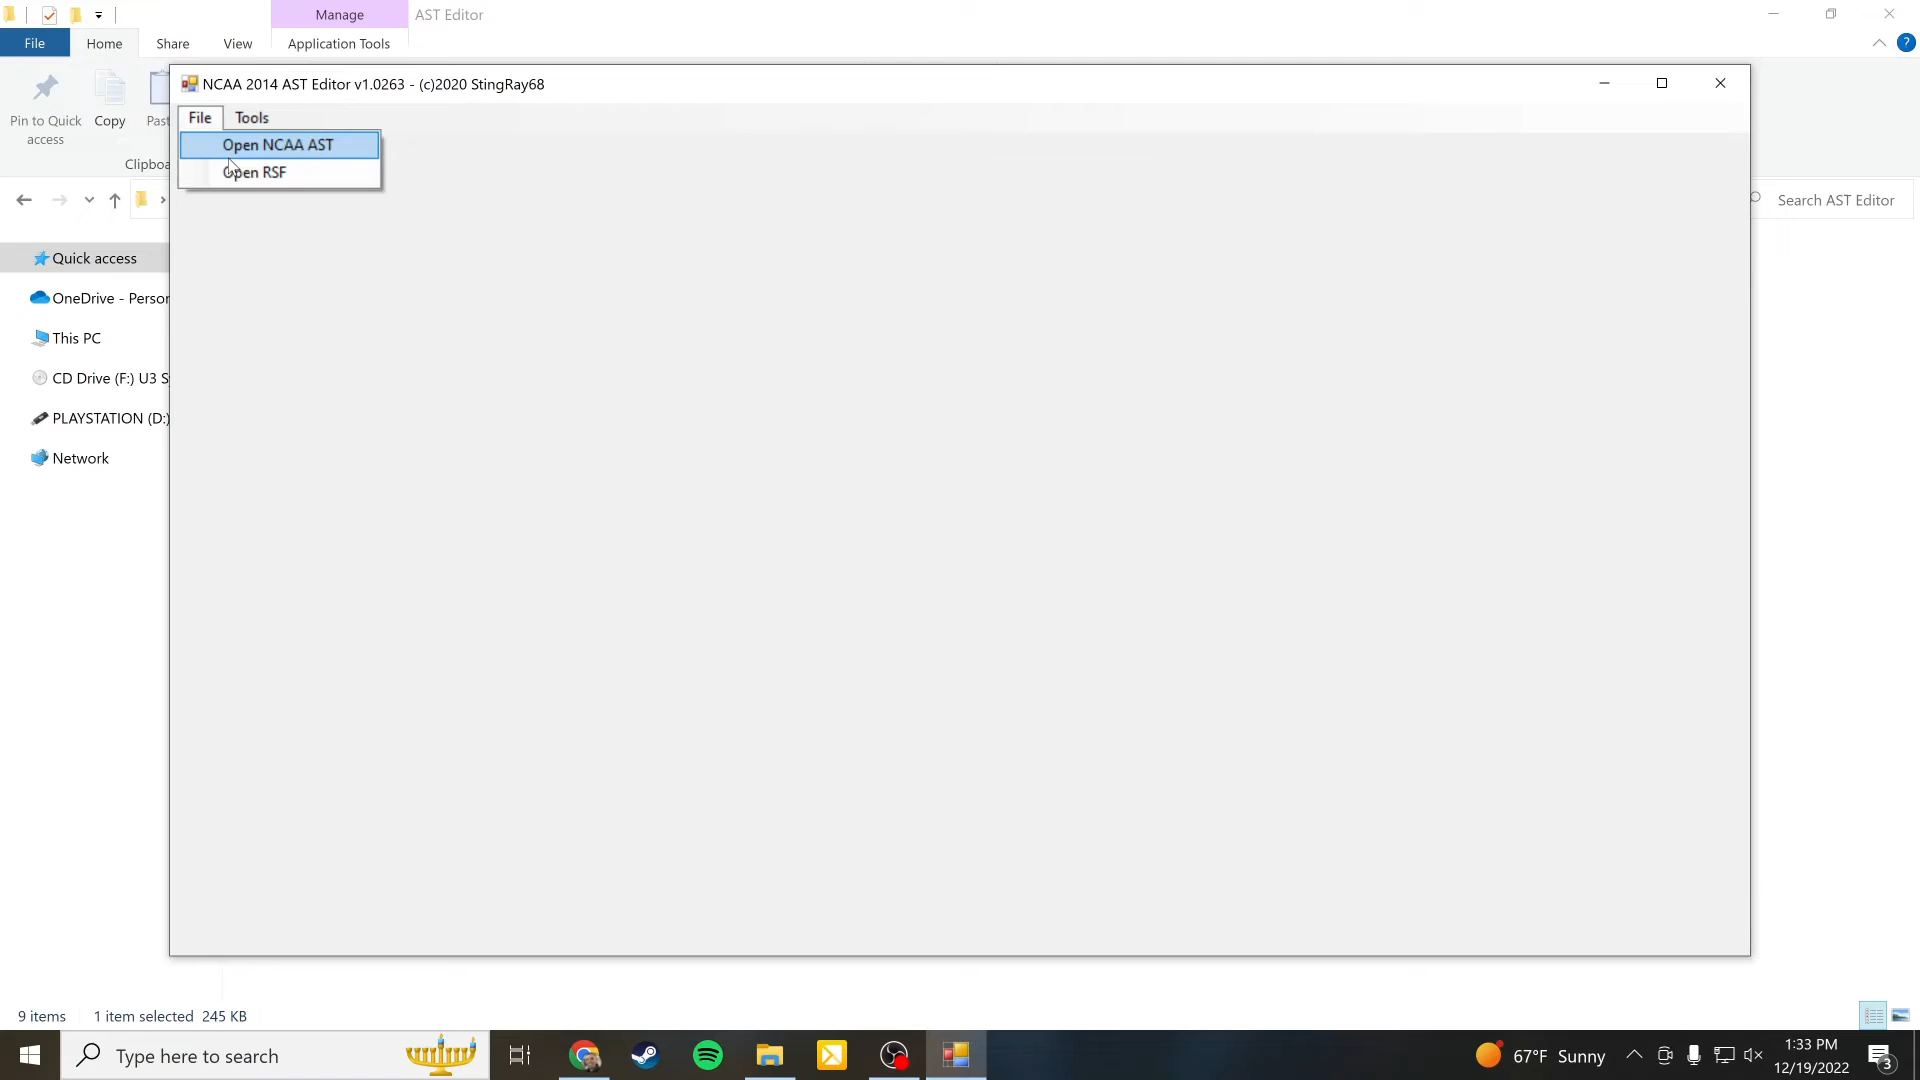 Manage
AST Editor
File
Home
Share
View
Application Tools
?
Pin to Quick
access
Copy
Past
Clipboa
NCAA 2014 AST Editor v1.0263 - (c)2020 StingRay68
File
Tools
Open NCAA AST
Open RSF
Search AST Editor
Quick access
OneDrive - Person
This PC
CD Drive (F:) U3 Sy
PLAYSTATION (D:)
Network
9 items
1 item selected 245 KB
Type here to search
67°F Sunny
1:33 PM
12/19/2022
3